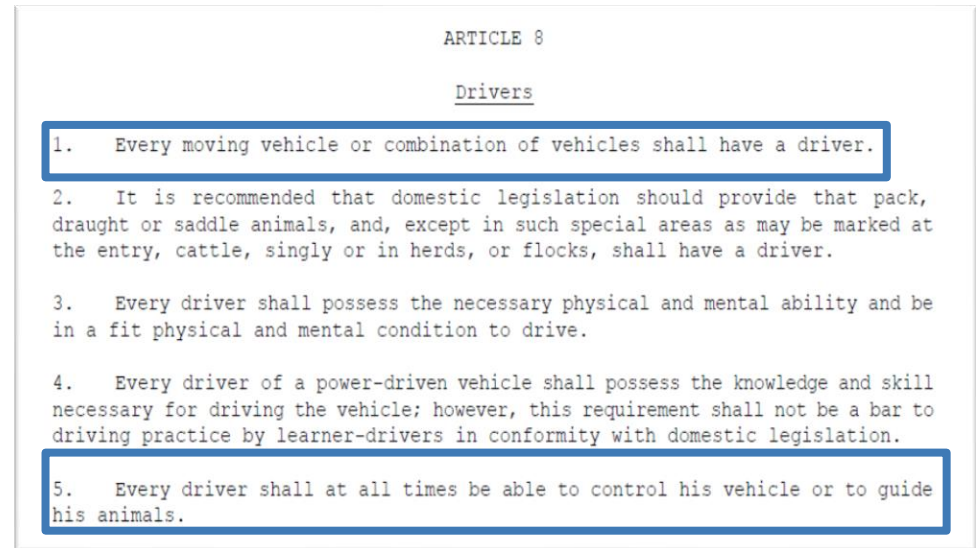 ARTICLE 8
Drivers
1. Every moving vehicle or combination of vehicles shall have a driver.
2. It is recommended that domestic legislation should provide that pack,
draught or saddle animals, and, except in such special areas as may be marked at
the entry, cattle, singly or in herds, or flocks, shall have a driver.
3. Every driver shall possess the necessary physical and mental ability and be
in a fit physical and mental condition to drive.
4. Every driver of a power-driven vehicle shall possess the knowledge and skill
necessary for driving the vehicle; however, this requirement shall not be a bar to
driving practice by learner-drivers in conformity with domestic legislation.
5. Every driver shall at all times be able to control his vehicle or to guide
his animals.